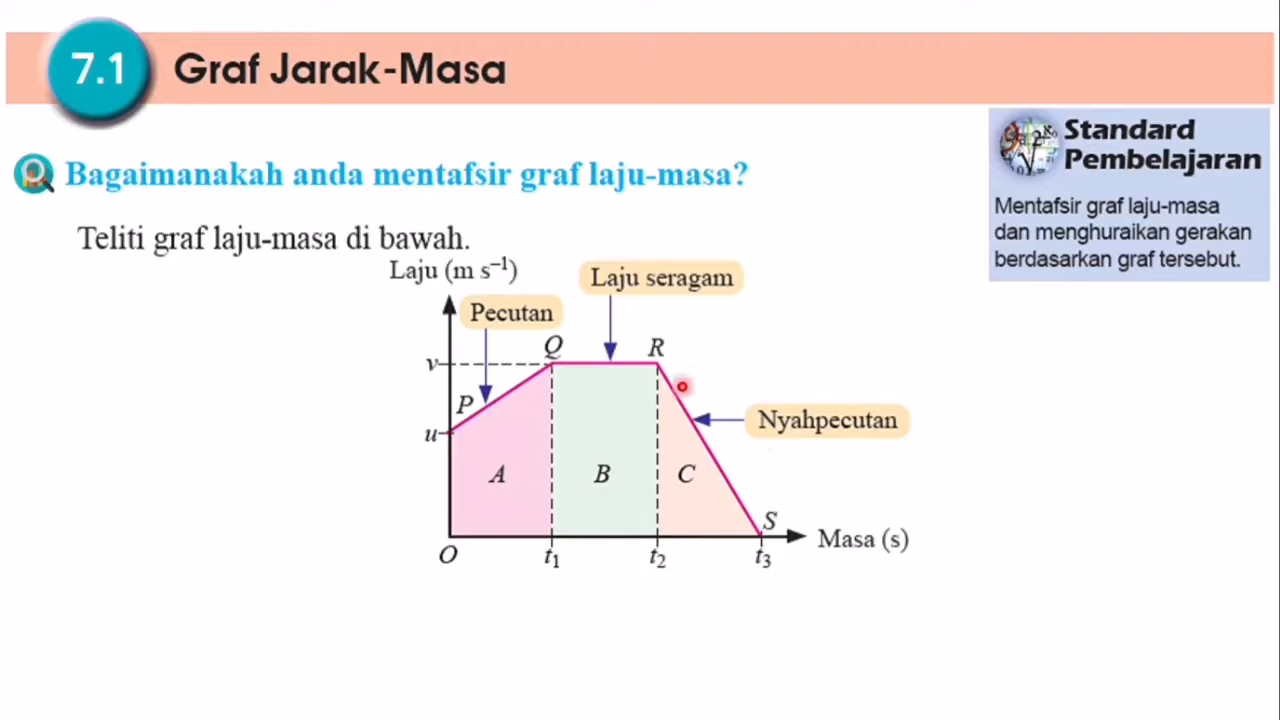 7.1 Graf Jarak-Masa
Standard
Pembelajaran
Mentafsir graf laju-masa
dan menghuraikan gerakan
berdasarkan graf tersebut.
Bagaimanakah anda mentafsir graf laju-masa?
Teliti graf laju-masa di bawah.
Laju (m s⁻¹)
Laju seragam
Pecutan
Q
R
v
P
u
Nyahpecutan
A
B
C
S
Masa (s)
O
t₁
t₂
t₃